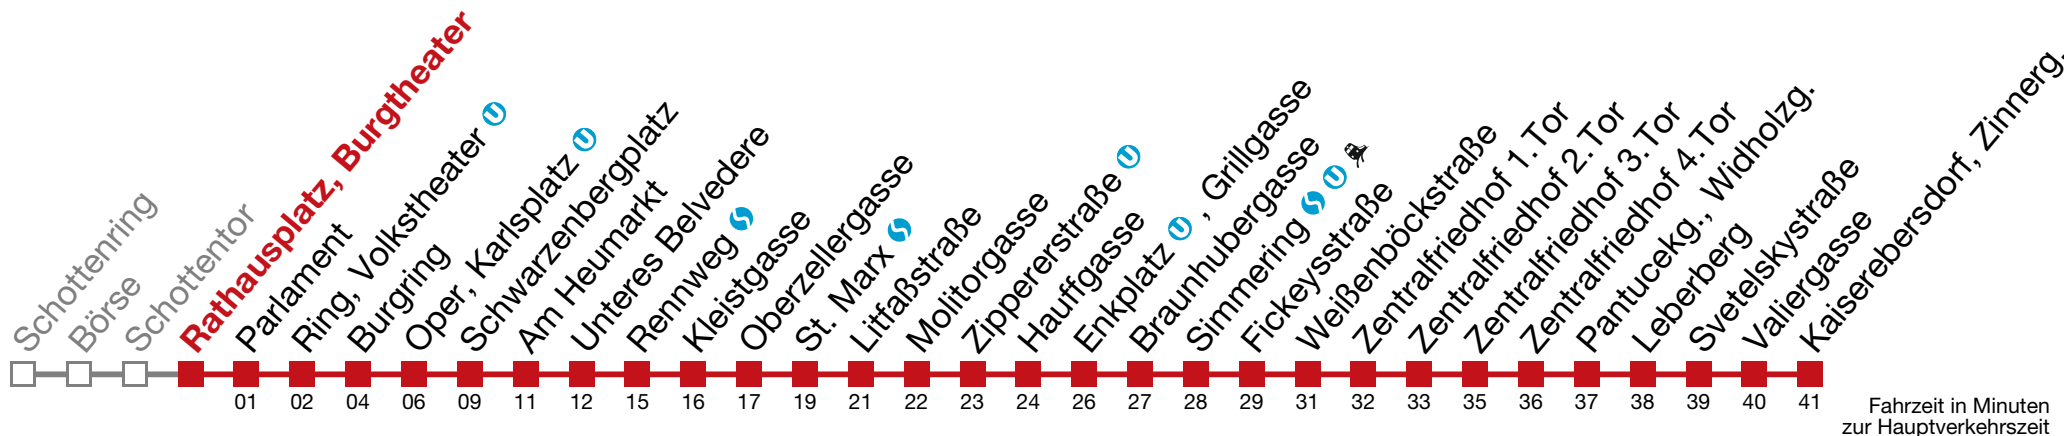 Schottenring
Börse
Schottentor
Rathausplatz, Burgtheater
Parlament
Ring, Volkstheater U
Burgring
Oper, Karlsplatz U
Schwarzenbergplatz
Am Heumarkt
Unteres Belvedere
Rennweg S
Kleistgasse
Oberzellergasse
St. Marx S
Litfaßstraße
Molitorgasse
Zippererstraße U
Hauffgasse
Enkplatz U , Grillgasse
Braunhubergasse
Simmering S U
Fickeysstraße
Weißenböckstraße
Zentralfriedhof 1.Tor
Zentralfriedhof 2.Tor
Zentralfriedhof 3.Tor
Zentralfriedhof 4.Tor
Pantucekg., Widholzg.
Leberberg
Svetelskystraße
Valiergasse
Kaiserebersdorf, Zinnerg.
01 02 04 06 09 11 12 15 16 17 19 21 22 23 24 26 27 28 29 31 32 33 35 36 37 38 39 40 41
Fahrzeit in Minuten
zur Hauptverkehrszeit